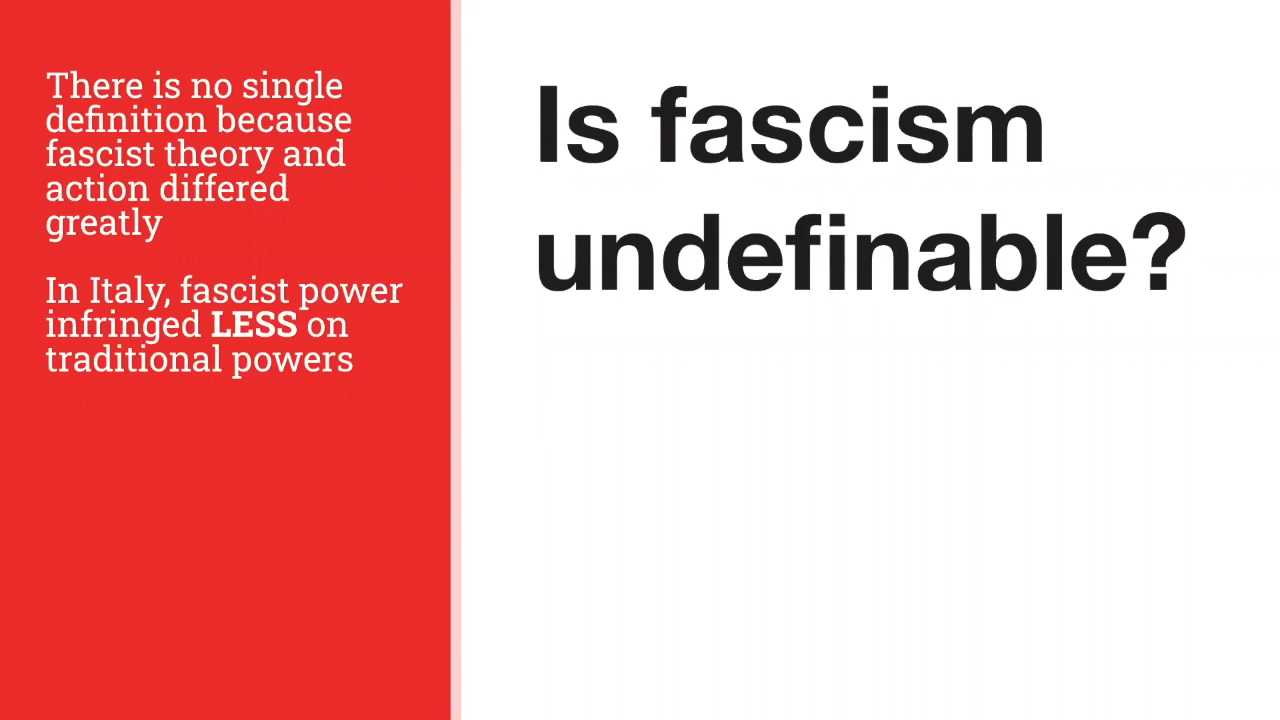 There is no single
definition because
fascist theory and
action differed
greatly
In Italy, fascist power
infringed LESS on
traditional powers
Is fascism
undefinable?